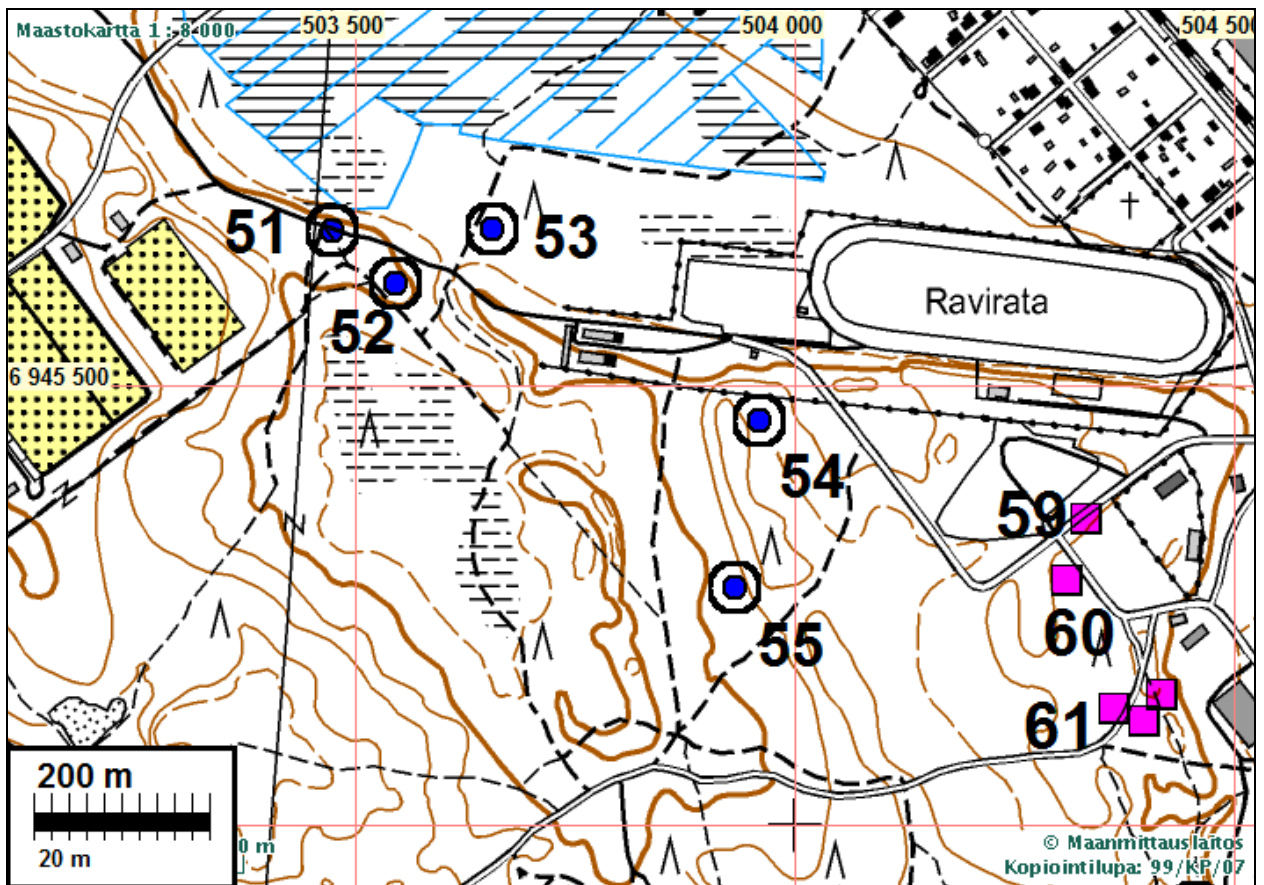 Maastokartta 1 : 8 000
503 500
504 000
504 500
51
53
52
Ravirata
6 945 500
54
59
60
55
61
200 m
20 m
0 m
© Maanmittauslaitos
Kopiointilupa: 99/KP/07